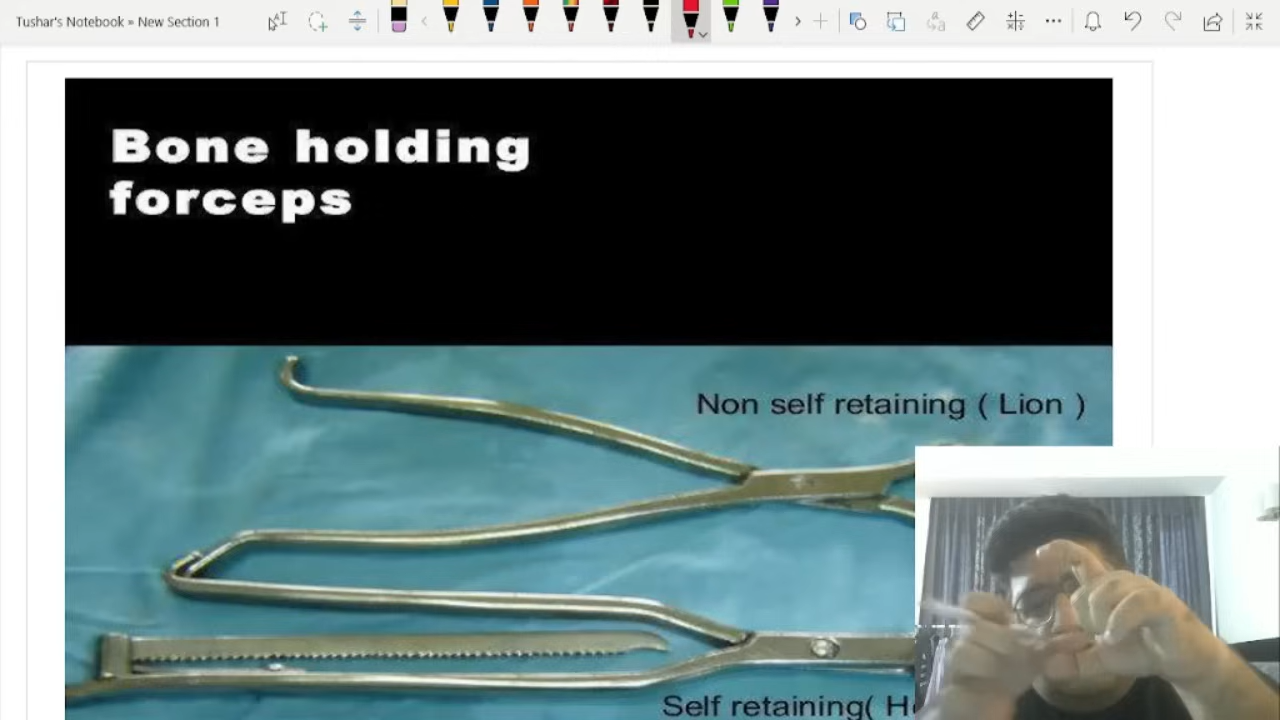 Tushar's Notebook » New Section 1
Bone holding
forceps
Non self retaining ( Lion )
Self retaining(